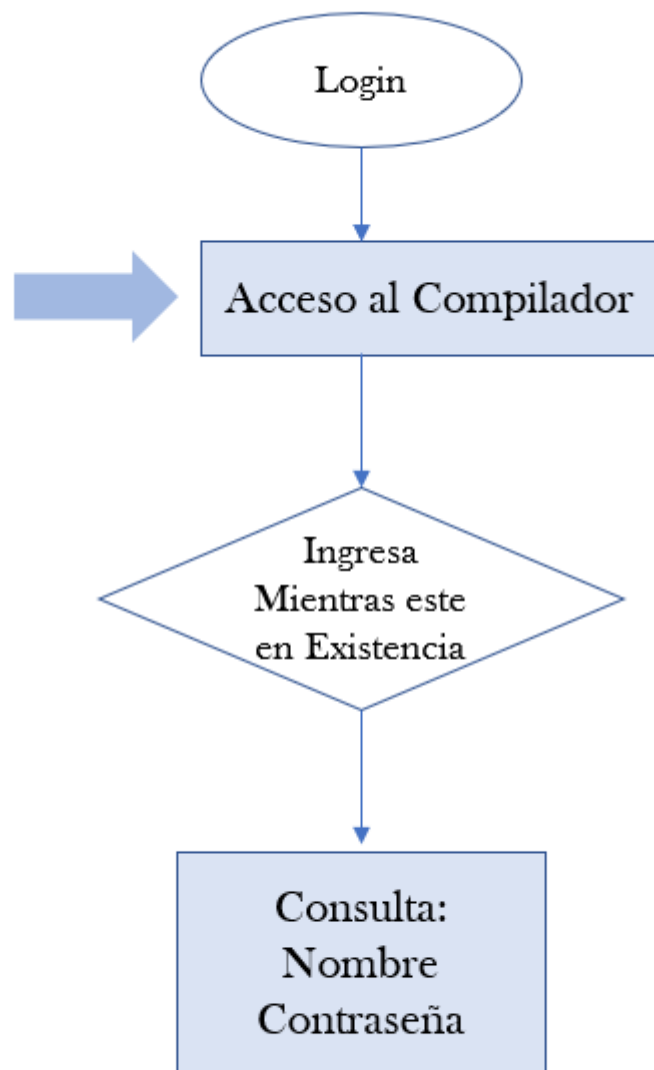 Login
Acceso al Compilador
Ingresa
Mientras este
en Existencia
Consulta:
Nombre
Contraseña